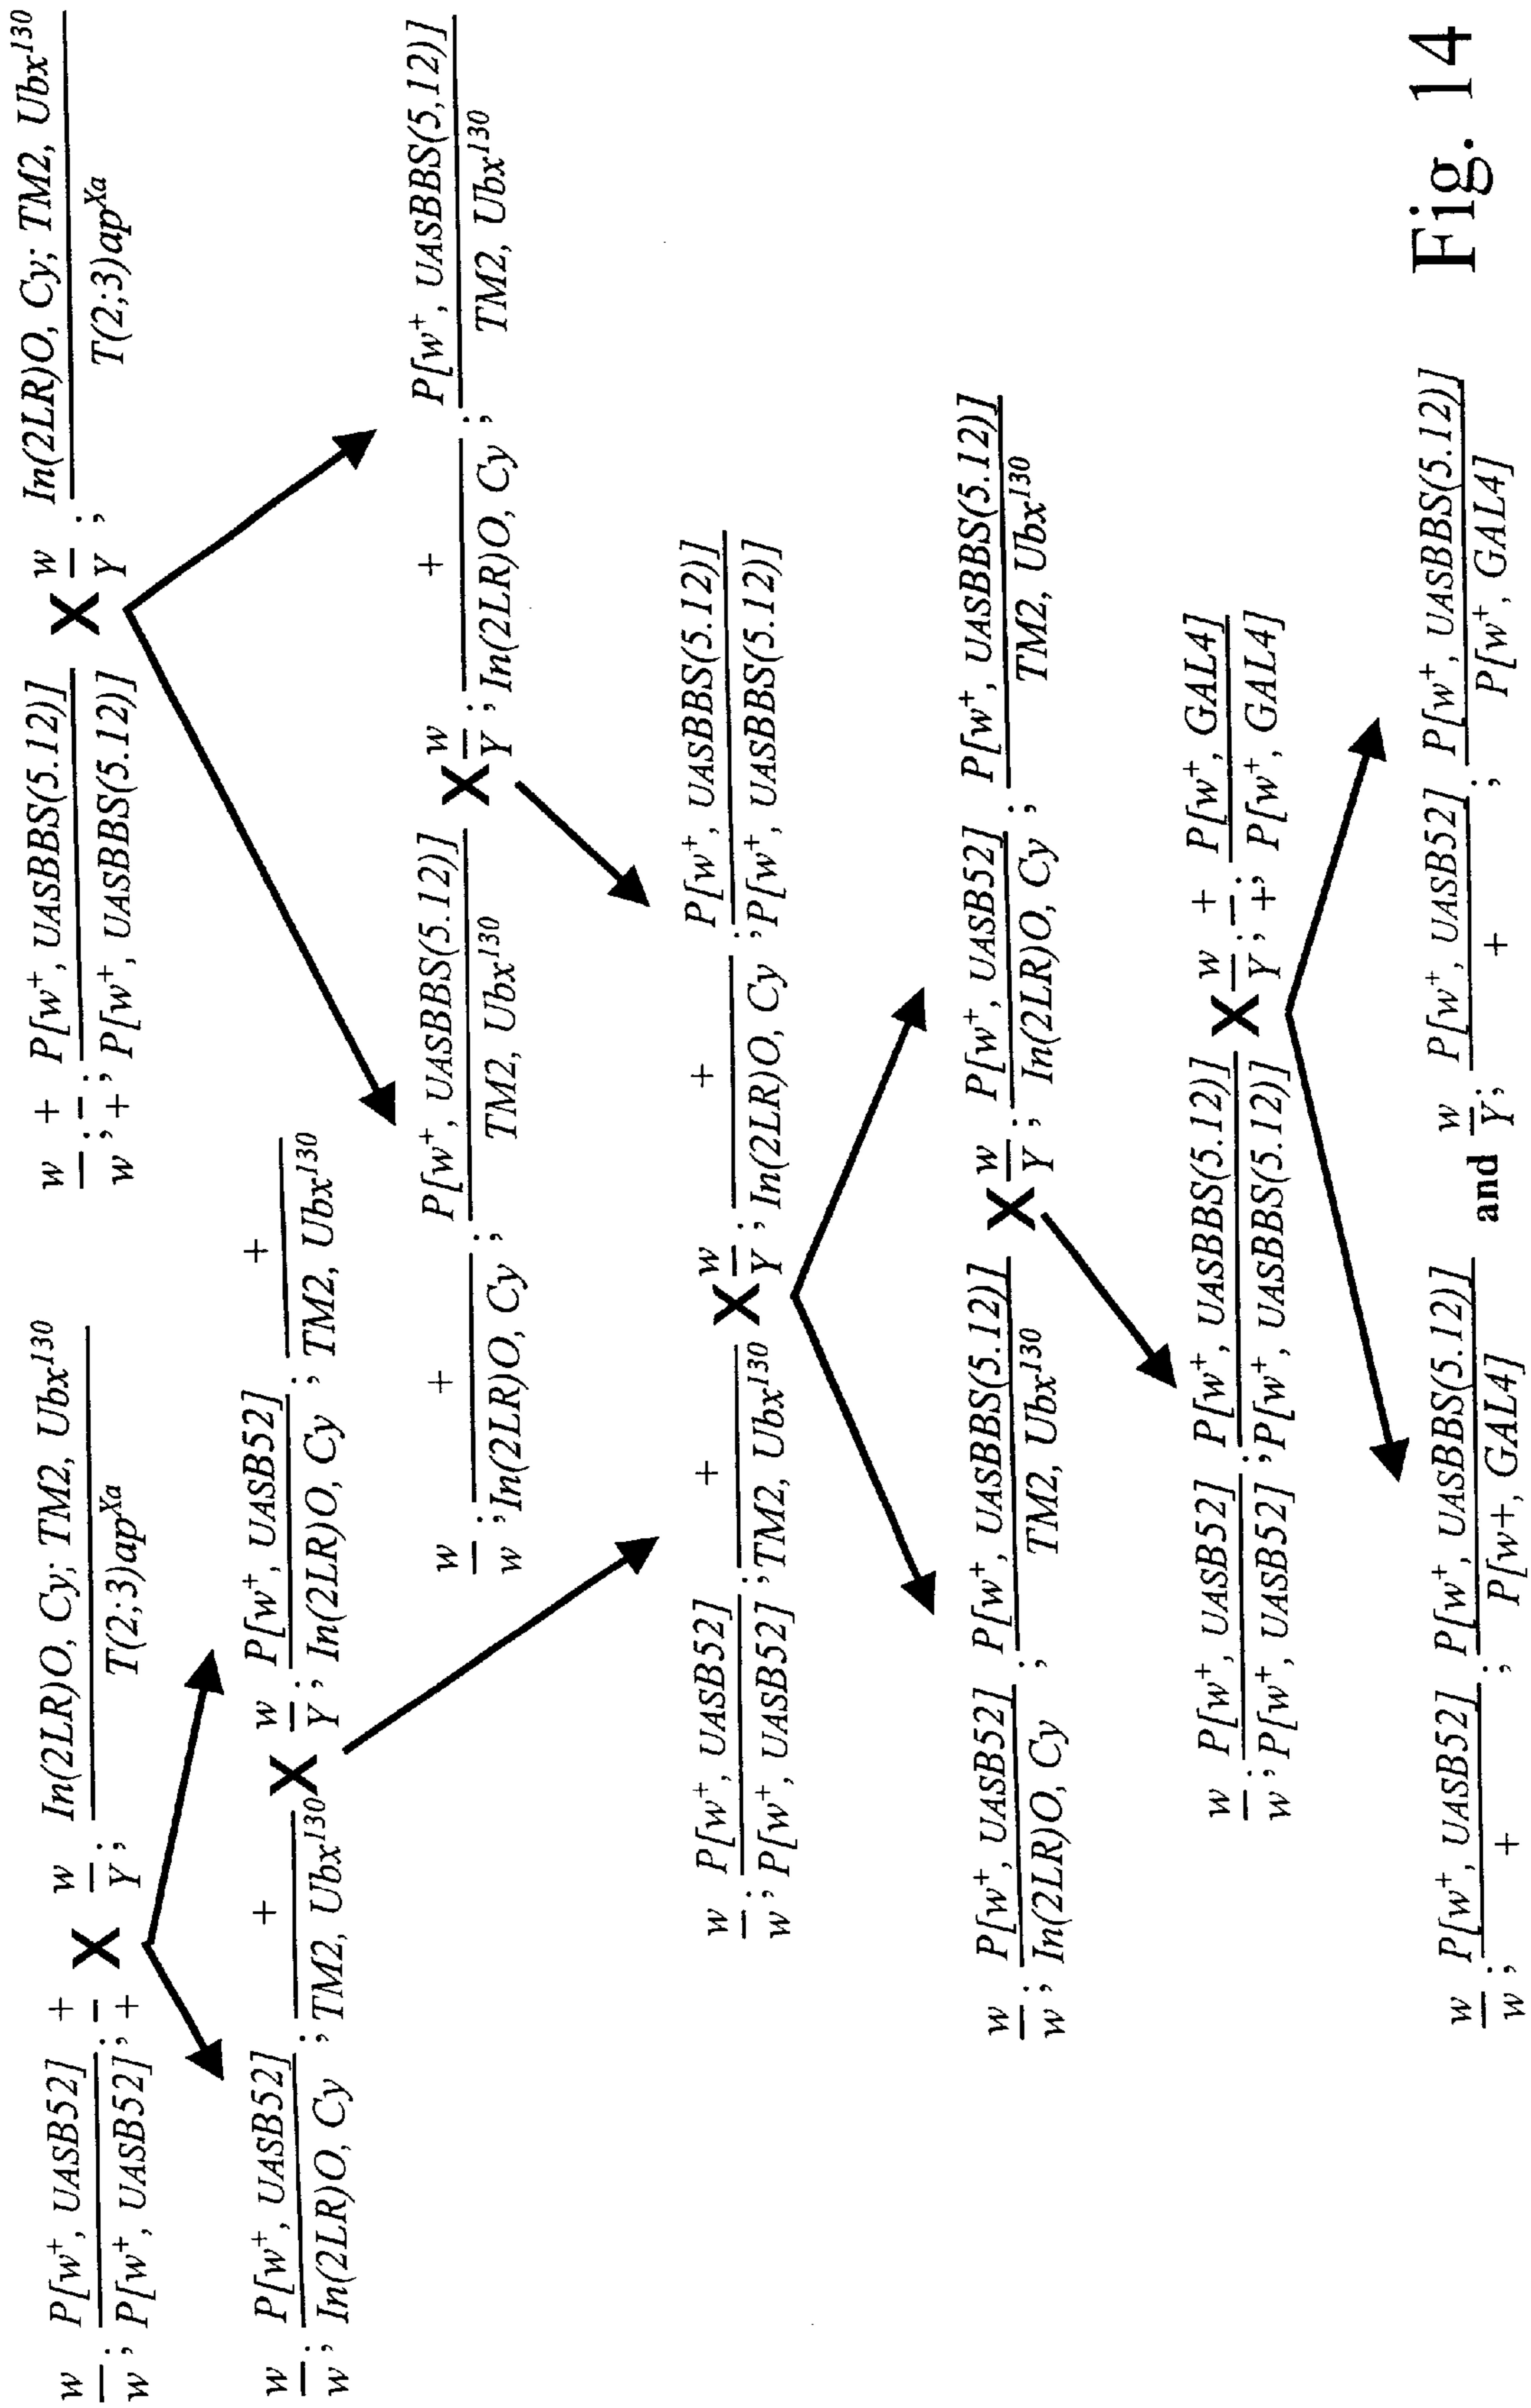 w P[w⁺, UASB52] + w In(2LR)O, Cy; TM2, Ubx¹³⁰
; ; X ;
w P[w⁺, UASB52] + Y T(2;3)ap^Xa
w + P[w⁺, UASBBS(5.12)] w In(2LR)O, Cy; TM2, Ubx¹³⁰
; ; X ;
w + P[w⁺, UASBBS(5.12)] Y T(2;3)ap^Xa
w P[w⁺, UASB52] + w P[w⁺, UASB52] +
; ; X ; ;
w In(2LR)O, Cy TM2, Ubx¹³⁰ Y In(2LR)O, Cy TM2, Ubx¹³⁰
w + P[w⁺, UASBBS(5.12)] w + P[w⁺, UASBBS(5,12)]
; ; X ; ;
w In(2LR)O, Cy TM2, Ubx¹³⁰ Y In(2LR)O, Cy TM2, Ubx¹³⁰
w P[w⁺, UASB52] + w + P[w⁺, UASBBS(5.12)]
; ; X ; ;
w P[w⁺, UASB52] TM2, Ubx¹³⁰ Y In(2LR)O, Cy P[w⁺, UASBBS(5.12)]
w P[w⁺, UASB52] P[w⁺, UASBBS(5.12)] w P[w⁺, UASB52] P[w⁺, UASBBS(5.12)]
; ; X ; ;
w In(2LR)O, Cy TM2, Ubx¹³⁰ Y In(2LR)O, Cy TM2, Ubx¹³⁰
w P[w⁺, UASB52] P[w⁺, UASBBS(5.12)] w + P[w⁺, GAL4]
; ; X ; ;
w P[w⁺, UASB52] P[w⁺, UASBBS(5.12)] Y + P[w⁺, GAL4]
w P[w⁺, UASB52] P[w⁺, UASBBS(5.12)] w P[w⁺, UASB52] P[w⁺, UASBBS(5.12)]
; ; and ; ;
w + P[w+, GAL4] Y + P[w⁺, GAL4]
Fig. 14